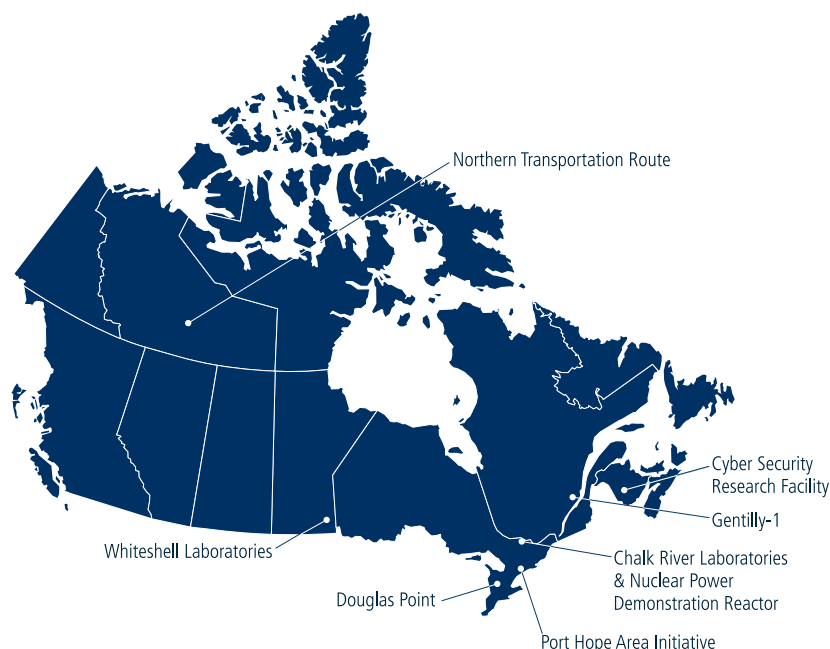 Northern Transportation Route
Cyber Security
Research Facility
Gentilly-1
Whiteshell Laboratories
Chalk River Laboratories
& Nuclear Power
Demonstration Reactor
Douglas Point
Port Hope Area Initiative